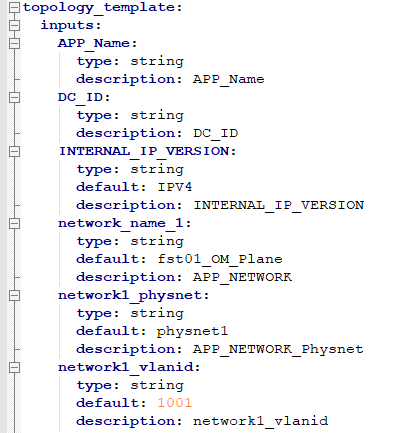 topology_template:
  inputs:
    APP_Name:
      type: string
      description: APP_Name
    DC_ID:
      type: string
      description: DC_ID
    INTERNAL_IP_VERSION:
      type: string
      default: IPV4
      description: INTERNAL_IP_VERSION
    network_name_1:
      type: string
      default: fst01_OM_Plane
      description: APP_NETWORK
    network1_physnet:
      type: string
      default: physnet1
      description: APP_NETWORK_Physnet
    network1_vlanid:
      type: string
      default: 1001
      description: network1_vlanid